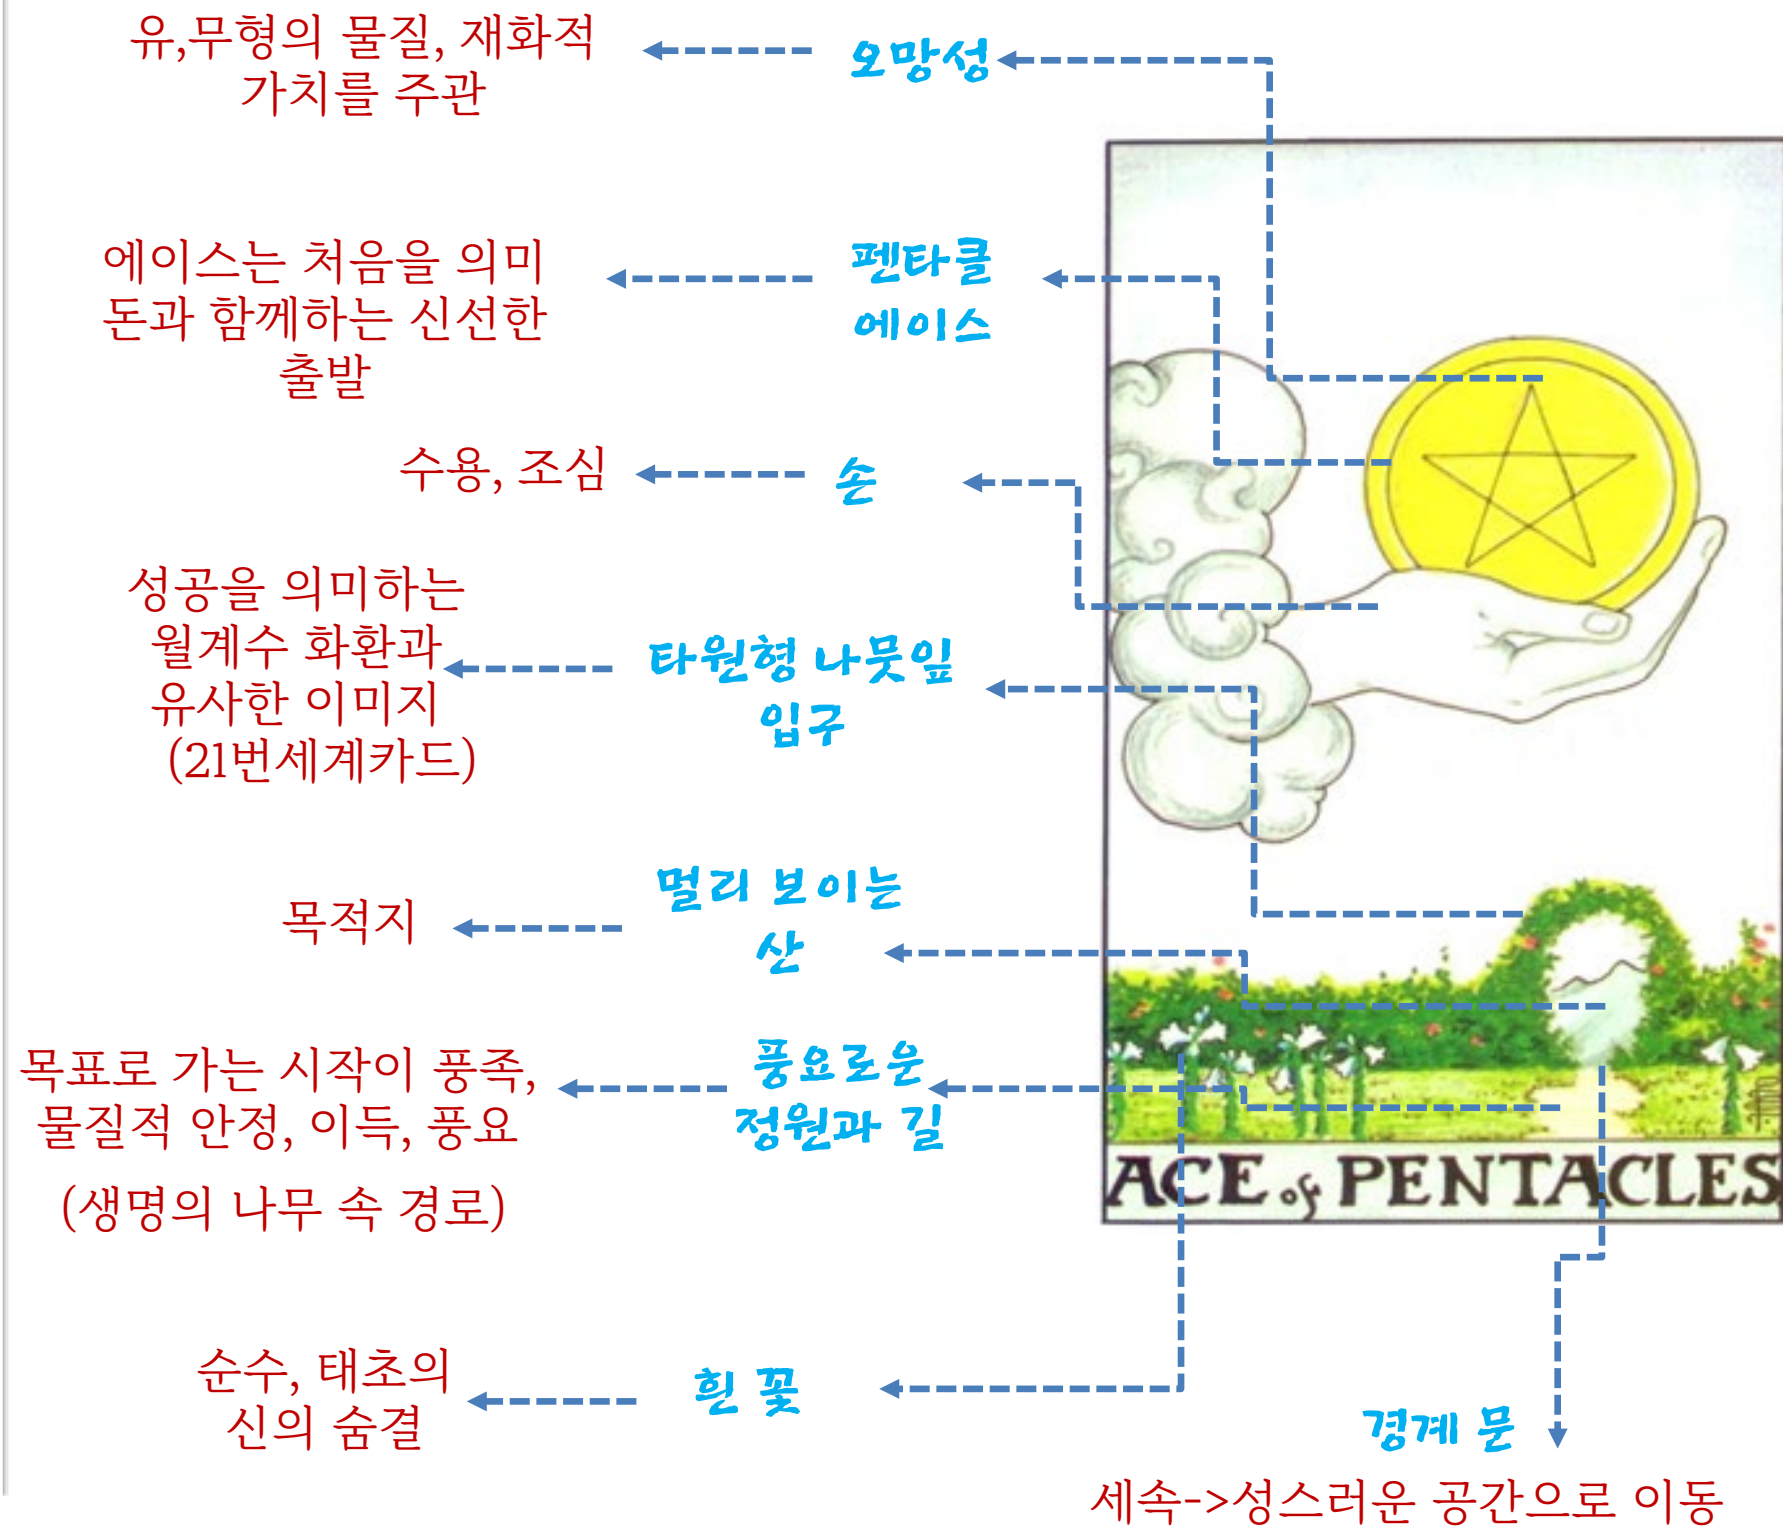 유,무형의 물질, 재화적
가치를 주관
오망성
에이스는 처음을 의미
돈과 함께하는 신선한
출발
펜타클
에이스
수용, 조심
손
성공을 의미하는
월계수 화환과
유사한 이미지
(21번세계카드)
타원형 나뭇잎
입구
목적지
멀리 보이는
산
목표로 가는 시작이 풍족,
물질적 안정, 이득, 풍요
(생명의 나무 속 경로)
풍요로운
정원과 길
ACE of PENTACLES
순수, 태초의
신의 숨결
흰 꽃
경계 문
세속->성스러운 공간으로 이동